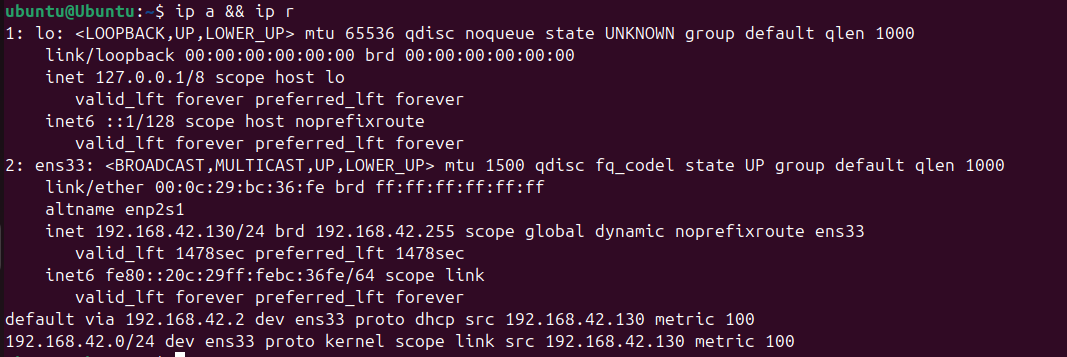 ubuntu@Ubuntu:~$ ip a && ip r
1: lo: <LOOPBACK,UP,LOWER_UP> mtu 65536 qdisc noqueue state UNKNOWN group default qlen 1000
    link/loopback 00:00:00:00:00:00 brd 00:00:00:00:00:00
    inet 127.0.0.1/8 scope host lo
       valid_lft forever preferred_lft forever
    inet6 ::1/128 scope host noprefixroute
       valid_lft forever preferred_lft forever
2: ens33: <BROADCAST,MULTICAST,UP,LOWER_UP> mtu 1500 qdisc fq_codel state UP group default qlen 1000
    link/ether 00:0c:29:bc:36:fe brd ff:ff:ff:ff:ff:ff
    altname enp2s1
    inet 192.168.42.130/24 brd 192.168.42.255 scope global dynamic noprefixroute ens33
       valid_lft 1478sec preferred_lft 1478sec
    inet6 fe80::20c:29ff:febc:36fe/64 scope link
       valid_lft forever preferred_lft forever
default via 192.168.42.2 dev ens33 proto dhcp src 192.168.42.130 metric 100
192.168.42.0/24 dev ens33 proto kernel scope link src 192.168.42.130 metric 100